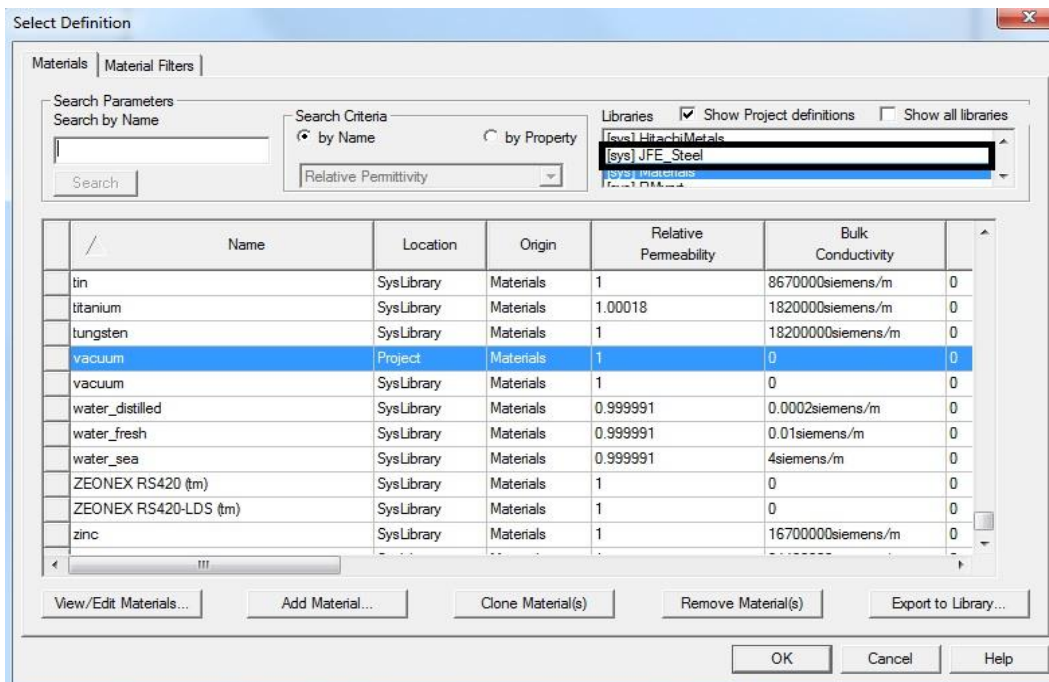 Select Definition
Materials
Material Filters
Search Parameters
Search by Name
Search
Search Criteria
by Name
by Property
Relative Permittivity
Libraries
Show Project definitions
Show all libraries
[sys] HitachiMetals
[sys] JFE_Steel
[sys] Materials
/ Name Location Origin Relative Permeability Bulk Conductivity
tin SysLibrary Materials 1 8670000siemens/m 0
titanium SysLibrary Materials 1.00018 1820000siemens/m 0
tungsten SysLibrary Materials 1 18200000siemens/m 0
vacuum Project Materials 1 0 0
vacuum SysLibrary Materials 1 0 0
water_distilled SysLibrary Materials 0.999991 0.0002siemens/m 0
water_fresh SysLibrary Materials 0.999991 0.01siemens/m 0
water_sea SysLibrary Materials 0.999991 4siemens/m 0
ZEONEX RS420 (tm) SysLibrary Materials 1 0 0
ZEONEX RS420-LDS (tm) SysLibrary Materials 1 0 0
zinc SysLibrary Materials 1 16700000siemens/m 0
View/Edit Materials... Add Material... Clone Material(s) Remove Material(s) Export to Library...
OK Cancel Help